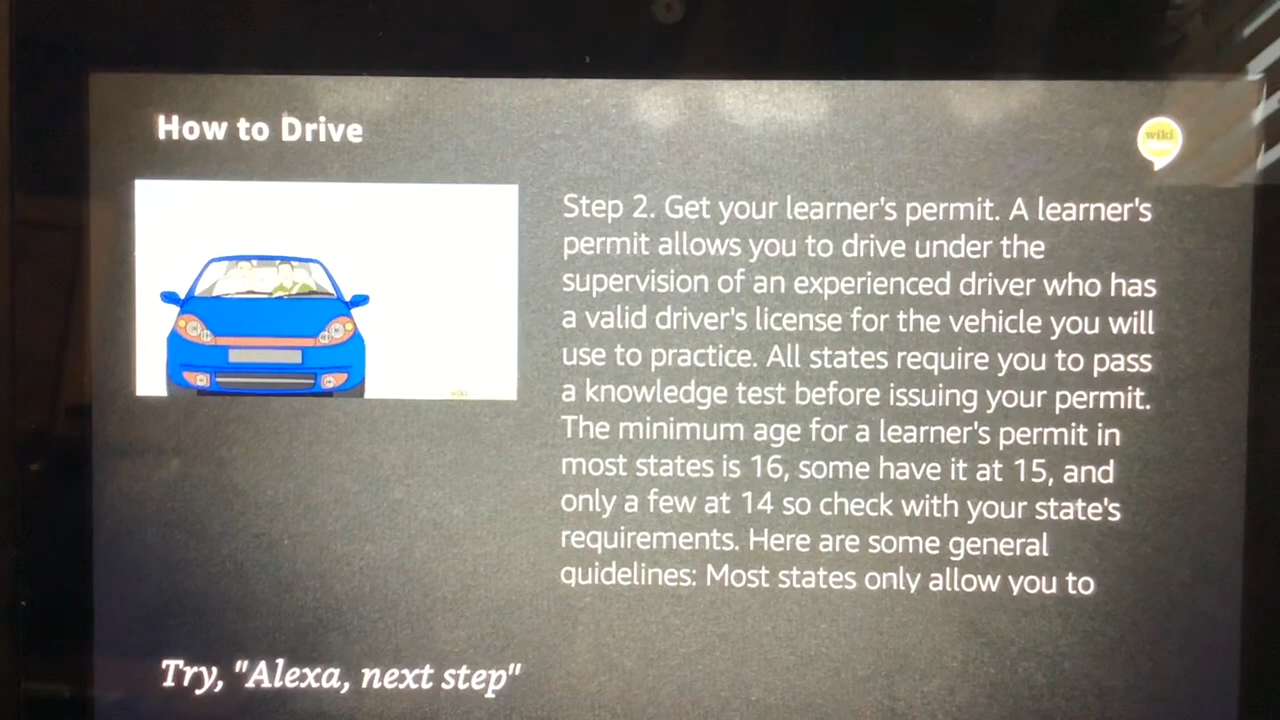 How to Drive
wiki
Step 2. Get your learner's permit. A learner's
permit allows you to drive under the
supervision of an experienced driver who has
a valid driver's license for the vehicle you will
use to practice. All states require you to pass
a knowledge test before issuing your permit.
The minimum age for a learner's permit in
most states is 16, some have it at 15, and
only a few at 14 so check with your state's
requirements. Here are some general
guidelines: Most states only allow you to
wiki
Try, "Alexa, next step"